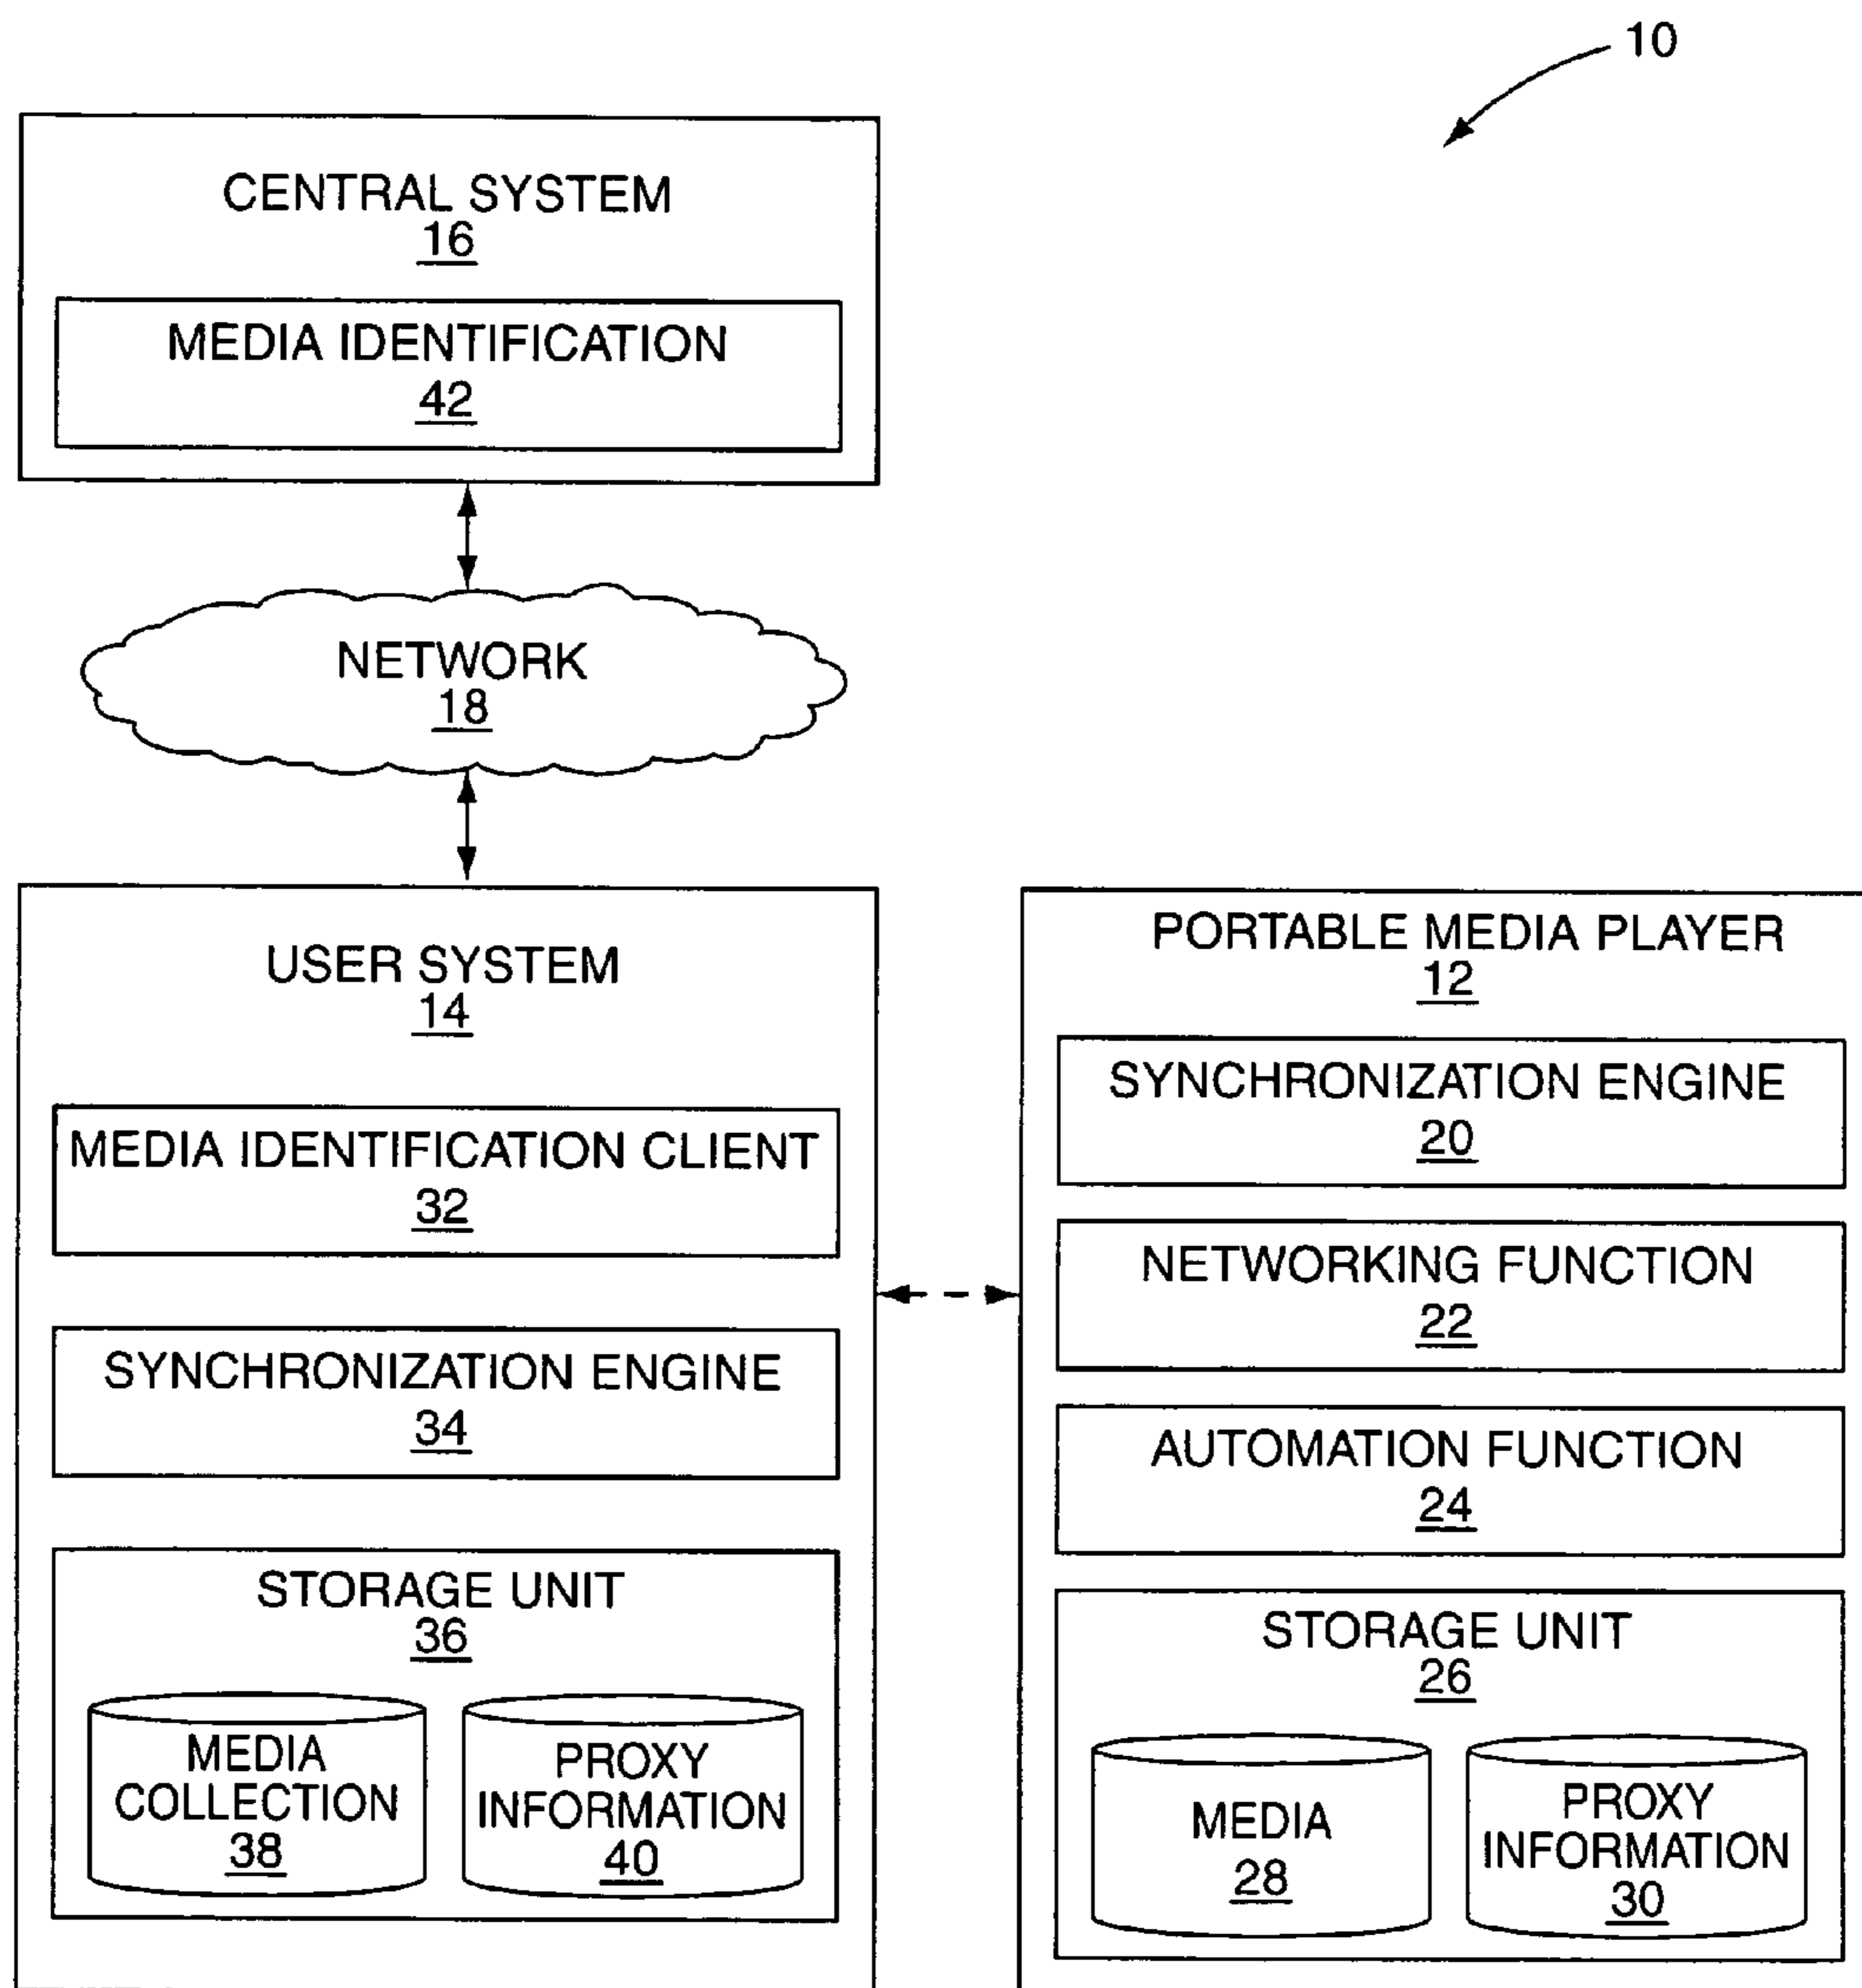 10
CENTRAL SYSTEM
16
MEDIA IDENTIFICATION
42
NETWORK
18
USER SYSTEM
14
MEDIA IDENTIFICATION CLIENT
32
SYNCHRONIZATION ENGINE
34
STORAGE UNIT
36
MEDIA
COLLECTION
38
PROXY
INFORMATION
40
PORTABLE MEDIA PLAYER
12
SYNCHRONIZATION ENGINE
20
NETWORKING FUNCTION
22
AUTOMATION FUNCTION
24
STORAGE UNIT
26
MEDIA
28
PROXY
INFORMATION
30